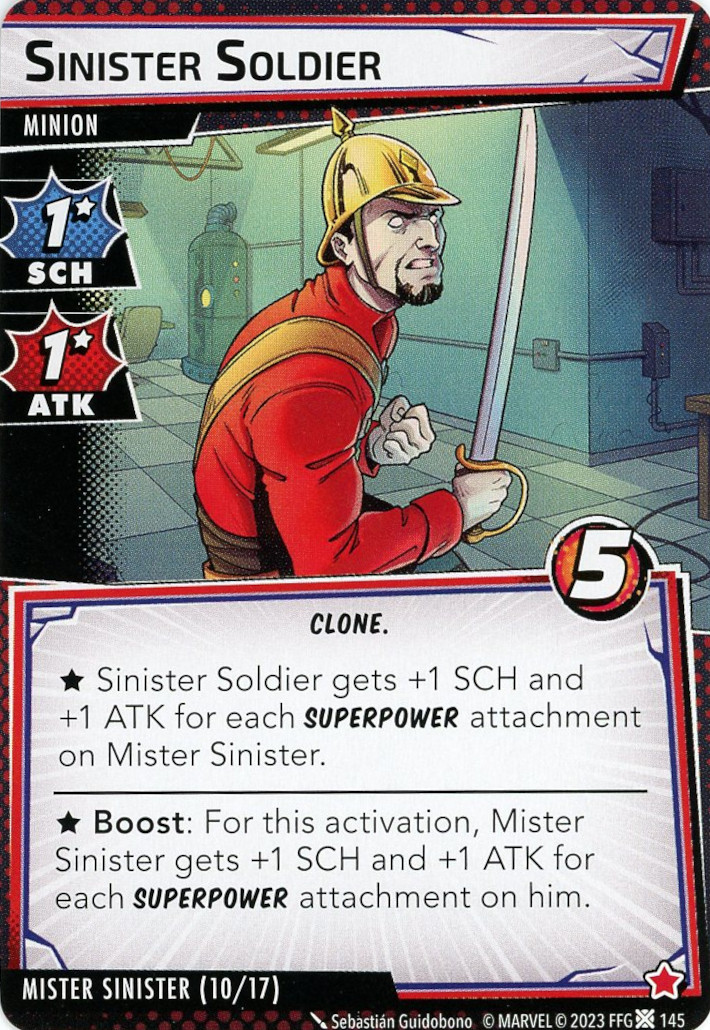 Sinister Soldier
MINION
1★
SCH
1★
ATK
5
CLONE.
★ Sinister Soldier gets +1 SCH and
+1 ATK for each SUPERPOWER attachment
on Mister Sinister.
★ Boost: For this activation, Mister
Sinister gets +1 SCH and +1 ATK for
each SUPERPOWER attachment on him.
MISTER SINISTER (10/17)
Sebastián Guidobono © MARVEL © 2023 FFG 145